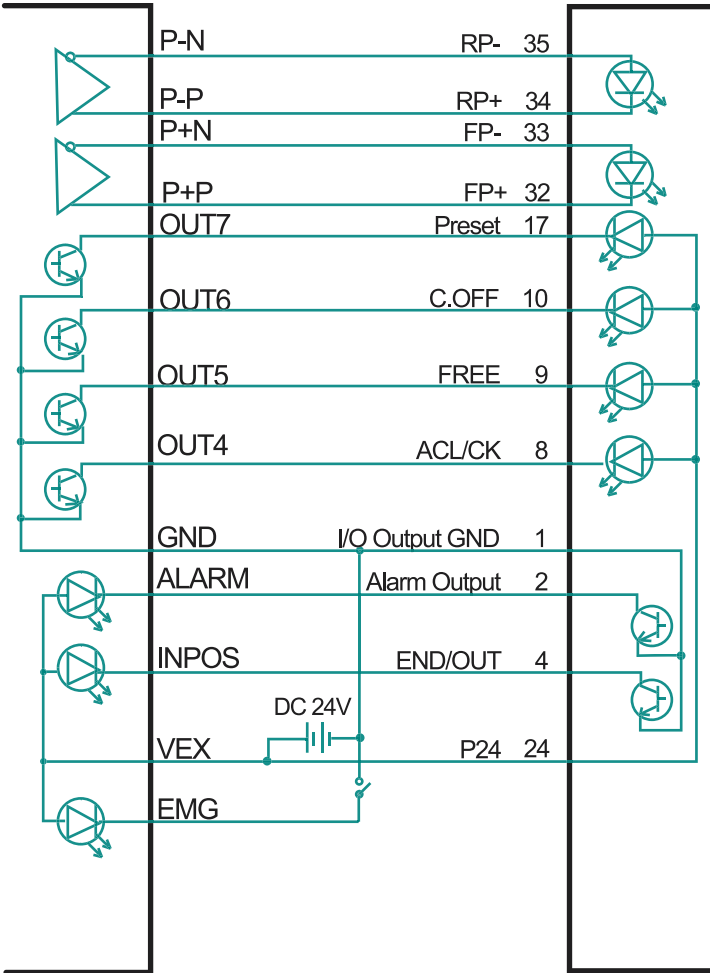 P-N RP- 35
P-P RP+ 34
P+N FP- 33
P+P FP+ 32
OUT7 Preset 17
OUT6 C.OFF 10
OUT5 FREE 9
OUT4 ACL/CK 8
GND I/O Output GND 1
ALARM Alarm Output 2
INPOS END/OUT 4
DC 24V
VEX P24 24
EMG